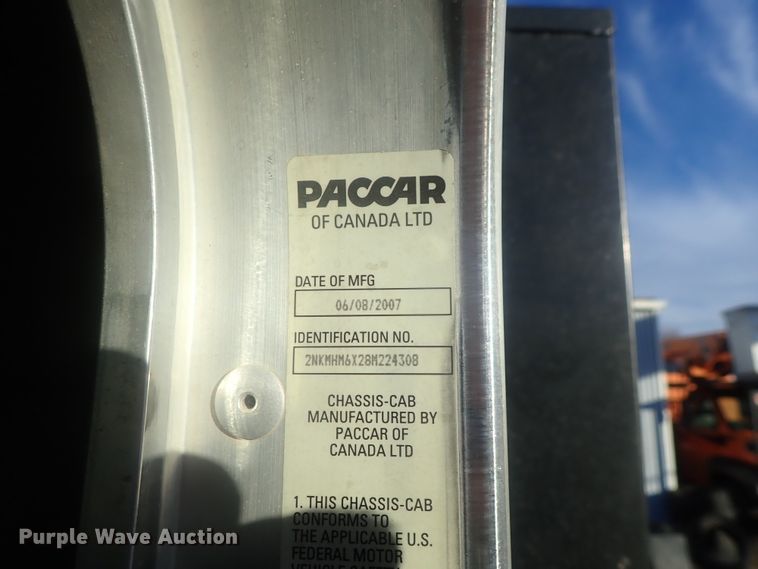 PACCAR
OF CANADA LTD
DATE OF MFG
06/08/2007
IDENTIFICATION NO.
2NKMHM6X28M224308
CHASSIS-CAB
MANUFACTURED BY
PACCAR OF
CANADA LTD
1. THIS CHASSIS-CAB
CONFORMS TO
THE APPLICABLE U.S.
FEDERAL MOTOR
VEHICLE
Purple Wave Auction®